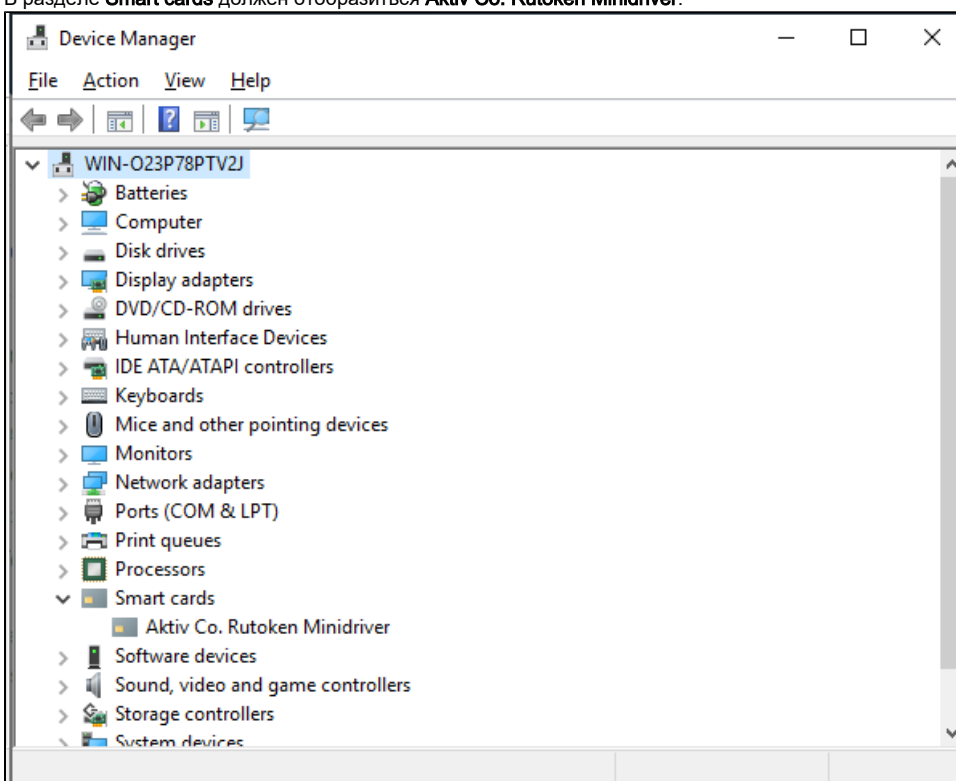 В разделе Smart cards должен отобразиться Aktiv Co. Rutoken Minidriver.
Device Manager
File Action View Help
WIN-O23P78PTV2J
Batteries
Computer
Disk drives
Display adapters
DVD/CD-ROM drives
Human Interface Devices
IDE ATA/ATAPI controllers
Keyboards
Mice and other pointing devices
Monitors
Network adapters
Ports (COM & LPT)
Print queues
Processors
Smart cards
Aktiv Co. Rutoken Minidriver
Software devices
Sound, video and game controllers
Storage controllers
System devices